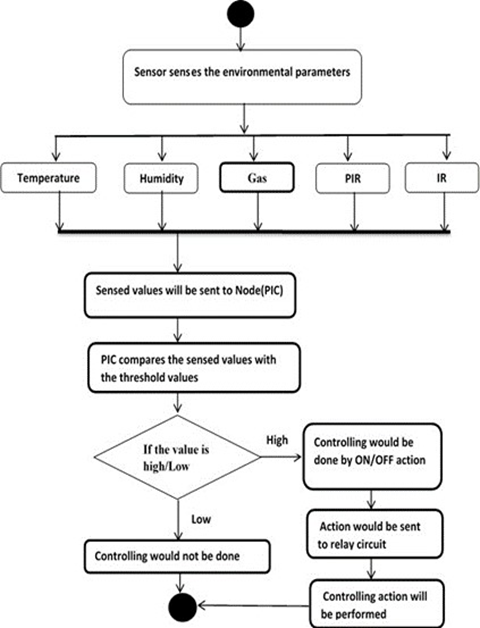 Sensor senses the environmental parameters
Temperature
Humidity
Gas
PIR
IR
Sensed values will be sent to Node(PIC)
PIC compares the sensed values with
the threshold values
If the value is
high/Low
High
Controlling would be
done by ON/OFF action
Low
Action would be sent
to relay circuit
Controlling would not be done
Controlling action will
be performed